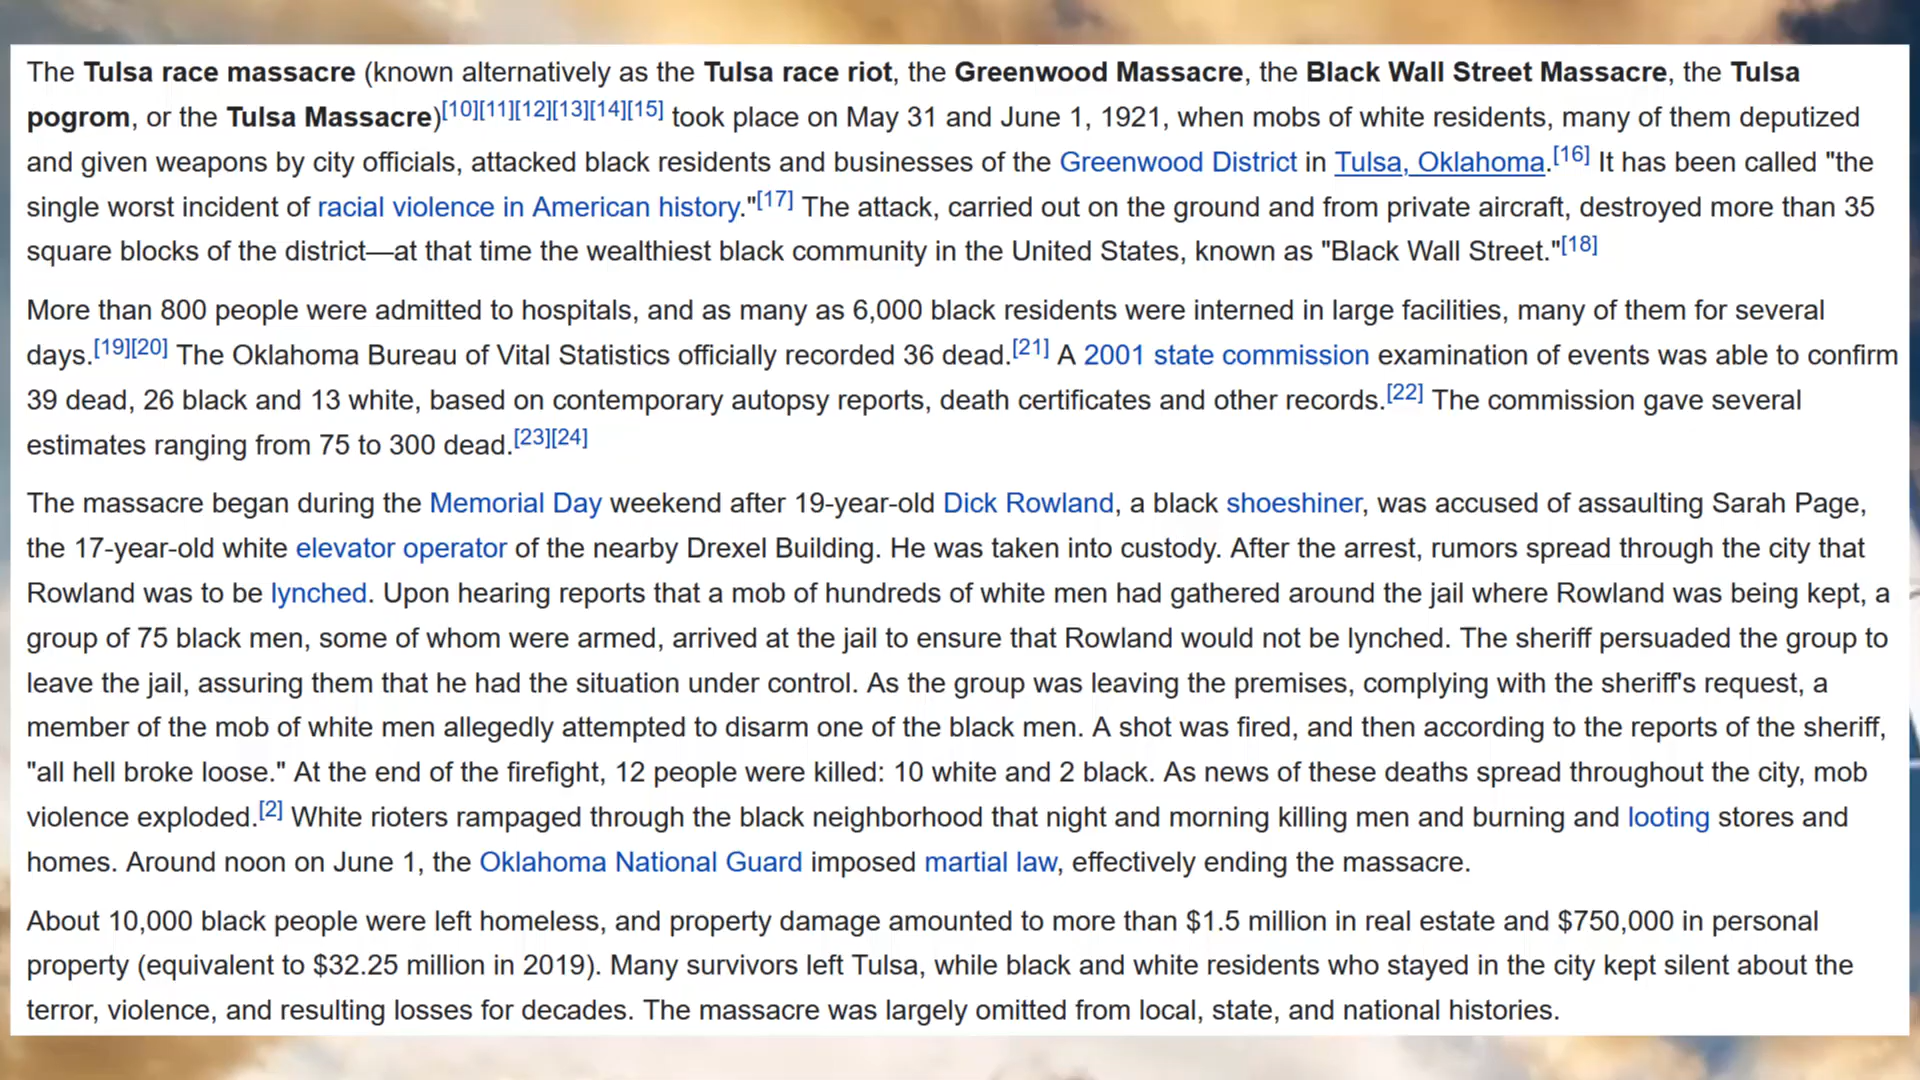 The Tulsa race massacre (known alternatively as the Tulsa race riot, the Greenwood Massacre, the Black Wall Street Massacre, the Tulsa
pogrom, or the Tulsa Massacre)[10][11][12][13][14][15] took place on May 31 and June 1, 1921, when mobs of white residents, many of them deputized
and given weapons by city officials, attacked black residents and businesses of the Greenwood District in Tulsa, Oklahoma.[16] It has been called "the
single worst incident of racial violence in American history."[17] The attack, carried out on the ground and from private aircraft, destroyed more than 35
square blocks of the district—at that time the wealthiest black community in the United States, known as "Black Wall Street."[18]
More than 800 people were admitted to hospitals, and as many as 6,000 black residents were interned in large facilities, many of them for several
days.[19][20] The Oklahoma Bureau of Vital Statistics officially recorded 36 dead.[21] A 2001 state commission examination of events was able to confirm
39 dead, 26 black and 13 white, based on contemporary autopsy reports, death certificates and other records.[22] The commission gave several
estimates ranging from 75 to 300 dead.[23][24]
The massacre began during the Memorial Day weekend after 19-year-old Dick Rowland, a black shoeshiner, was accused of assaulting Sarah Page,
the 17-year-old white elevator operator of the nearby Drexel Building. He was taken into custody. After the arrest, rumors spread through the city that
Rowland was to be lynched. Upon hearing reports that a mob of hundreds of white men had gathered around the jail where Rowland was being kept, a
group of 75 black men, some of whom were armed, arrived at the jail to ensure that Rowland would not be lynched. The sheriff persuaded the group to
leave the jail, assuring them that he had the situation under control. As the group was leaving the premises, complying with the sheriff's request, a
member of the mob of white men allegedly attempted to disarm one of the black men. A shot was fired, and then according to the reports of the sheriff,
"all hell broke loose." At the end of the firefight, 12 people were killed: 10 white and 2 black. As news of these deaths spread throughout the city, mob
violence exploded.[2] White rioters rampaged through the black neighborhood that night and morning killing men and burning and looting stores and
homes. Around noon on June 1, the Oklahoma National Guard imposed martial law, effectively ending the massacre.
About 10,000 black people were left homeless, and property damage amounted to more than $1.5 million in real estate and $750,000 in personal
property (equivalent to $32.25 million in 2019). Many survivors left Tulsa, while black and white residents who stayed in the city kept silent about the
terror, violence, and resulting losses for decades. The massacre was largely omitted from local, state, and national histories.